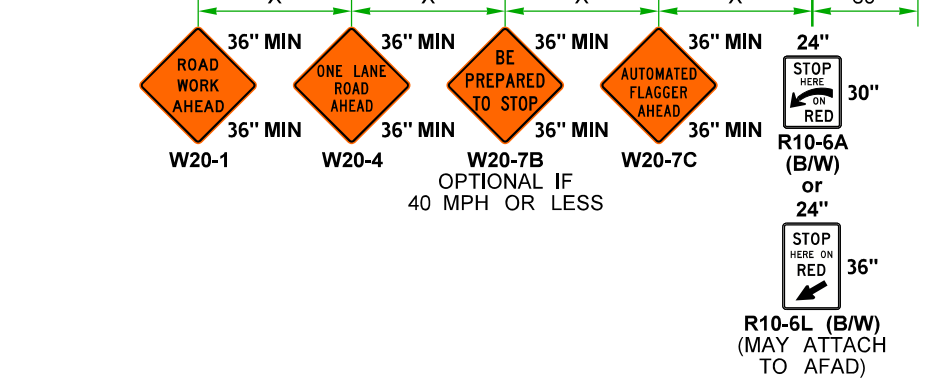 36" MIN
36" MIN
36" MIN
36" MIN
24"
ROAD
WORK
AHEAD
ONE LANE
ROAD
AHEAD
BE
PREPARED
TO STOP
AUTOMATED
FLAGGER
AHEAD
STOP
HERE
ON
RED
30"
36" MIN
36" MIN
36" MIN
36" MIN
W20-1
W20-4
W20-7B
OPTIONAL IF
40 MPH OR LESS
W20-7C
R10-6A
(B/W)
or
24"
STOP
HERE ON
RED
36"
R10-6L (B/W)
(MAY ATTACH
TO AFAD)